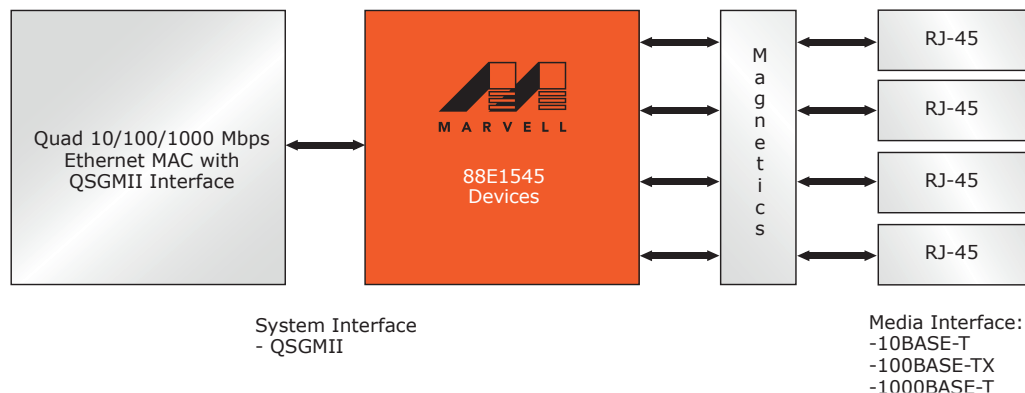 Quad 10/100/1000 Mbps
Ethernet MAC with
QSGMII Interface
MARVELL
88E1545
Devices
Magnetics
RJ-45
RJ-45
RJ-45
RJ-45
System Interface
- QSGMII
Media Interface:
-10BASE-T
-100BASE-TX
-1000BASE-T